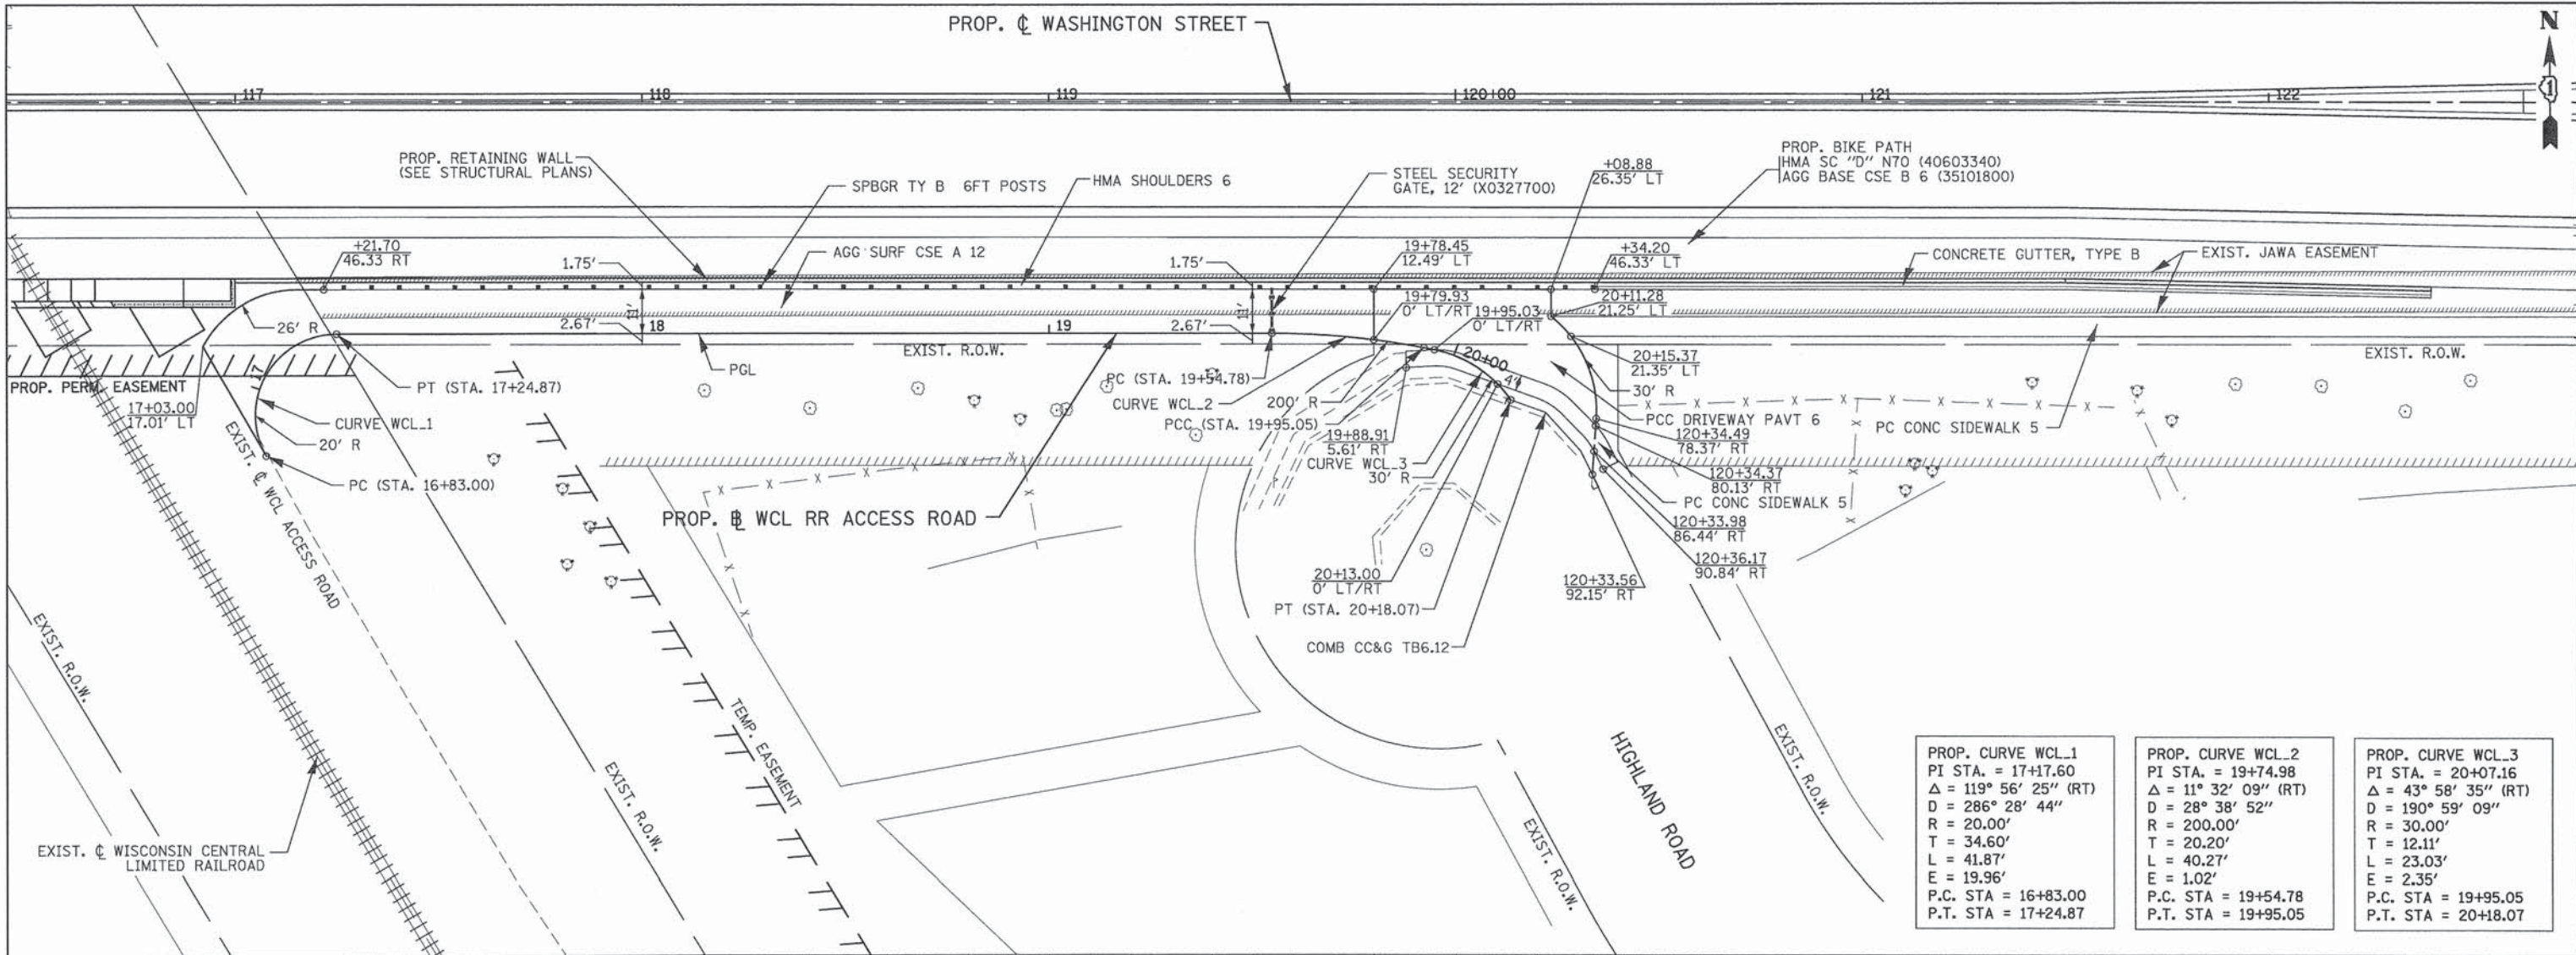 PROP. ℄ WASHINGTON STREET
N
1
117
118
119
120+00
121
122
PROP. RETAINING WALL
(SEE STRUCTURAL PLANS)
SPBGR TY B 6FT POSTS
HMA SHOULDERS 6
STEEL SECURITY
GATE, 12' (X0327700)
+08.88
26.35' LT
PROP. BIKE PATH
HMA SC "D" N70 (40603340)
AGG BASE CSE B 6 (35101800)
+21.70
46.33 RT
1.75'
AGG SURF CSE A 12
1.75'
19+78.45
12.49' LT
+34.20
46.33' LT
CONCRETE GUTTER, TYPE B
EXIST. JAWA EASEMENT
26' R
11'
2.67'
18
19
11'
2.67'
19+79.93
0' LT/RT
19+95.03
0' LT/RT
20+11.28
21.25' LT
EXIST. R.O.W.
20+00
20+15.37
21.35' LT
EXIST. R.O.W.
PROP. PERM. EASEMENT
17
PT (STA. 17+24.87)
PGL
PC (STA. 19+54.78)
4'
30' R
17+03.00
17.01' LT
CURVE WCL_1
CURVE WCL_2
200' R
PCC DRIVEWAY PAVT 6
20' R
PCC (STA. 19+95.05)
19+88.91
5.61' RT
120+34.49
78.37' RT
PC CONC SIDEWALK 5
EXIST. ℄ WCL ACCESS ROAD
CURVE WCL_3
30' R
120+34.37
80.13' RT
PC (STA. 16+83.00)
PC CONC SIDEWALK 5
PROP. BL WCL RR ACCESS ROAD
120+33.98
86.44' RT
120+36.17
90.84' RT
20+13.00
0' LT/RT
120+33.56
92.15' RT
PT (STA. 20+18.07)
COMB CC&G TB6.12
EXIST. R.O.W.
EXIST. R.O.W.
TEMP. EASEMENT
HIGHLAND ROAD
EXIST. R.O.W.
EXIST. R.O.W.
EXIST. ℄ WISCONSIN CENTRAL
LIMITED RAILROAD
PROP. CURVE WCL_1
PI STA. = 17+17.60
Δ = 119° 56' 25" (RT)
D = 286° 28' 44"
R = 20.00'
T = 34.60'
L = 41.87'
E = 19.96'
P.C. STA = 16+83.00
P.T. STA = 17+24.87
PROP. CURVE WCL_2
PI STA. = 19+74.98
Δ = 11° 32' 09" (RT)
D = 28° 38' 52"
R = 200.00'
T = 20.20'
L = 40.27'
E = 1.02'
P.C. STA = 19+54.78
P.T. STA = 19+95.05
PROP. CURVE WCL_3
PI STA. = 20+07.16
Δ = 43° 58' 35" (RT)
D = 190° 59' 09"
R = 30.00'
T = 12.11'
L = 23.03'
E = 2.35'
P.C. STA = 19+95.05
P.T. STA = 20+18.07